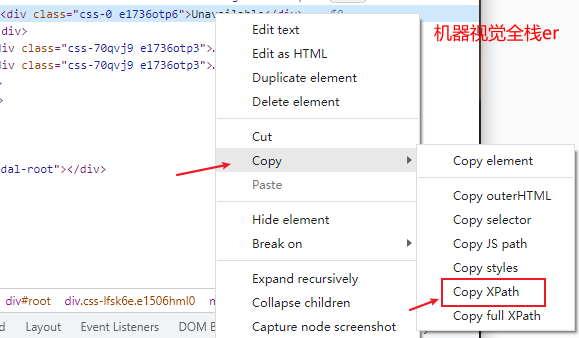 <div class="css-0 e1736otp6">Unavailable</div> == $0
机器视觉全栈er
/div>
div class="css-70qvj9 e1736otp3">…
div class="css-70qvj9 e1736otp3">…
>
>
dal-root"></div>
Edit text
Edit as HTML
Duplicate element
Delete element
Cut
Copy
Paste
Hide element
Break on
Expand recursively
Collapse children
Capture node screenshot
Copy element
Copy outerHTML
Copy selector
Copy JS path
Copy styles
Copy XPath
Copy full XPath
div#root div.css-lfsk6e.e1506hml0
d Layout Event Listeners DOM B